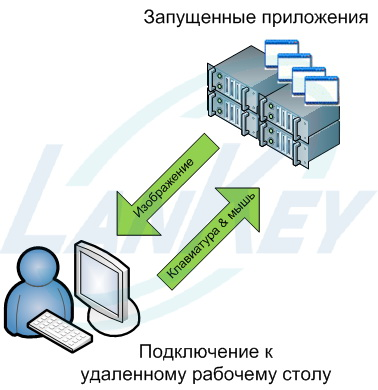 Запущенные приложения
Изображение
Клавиатура & мышь
LANKEY
Подключение к
удаленному рабочему столу